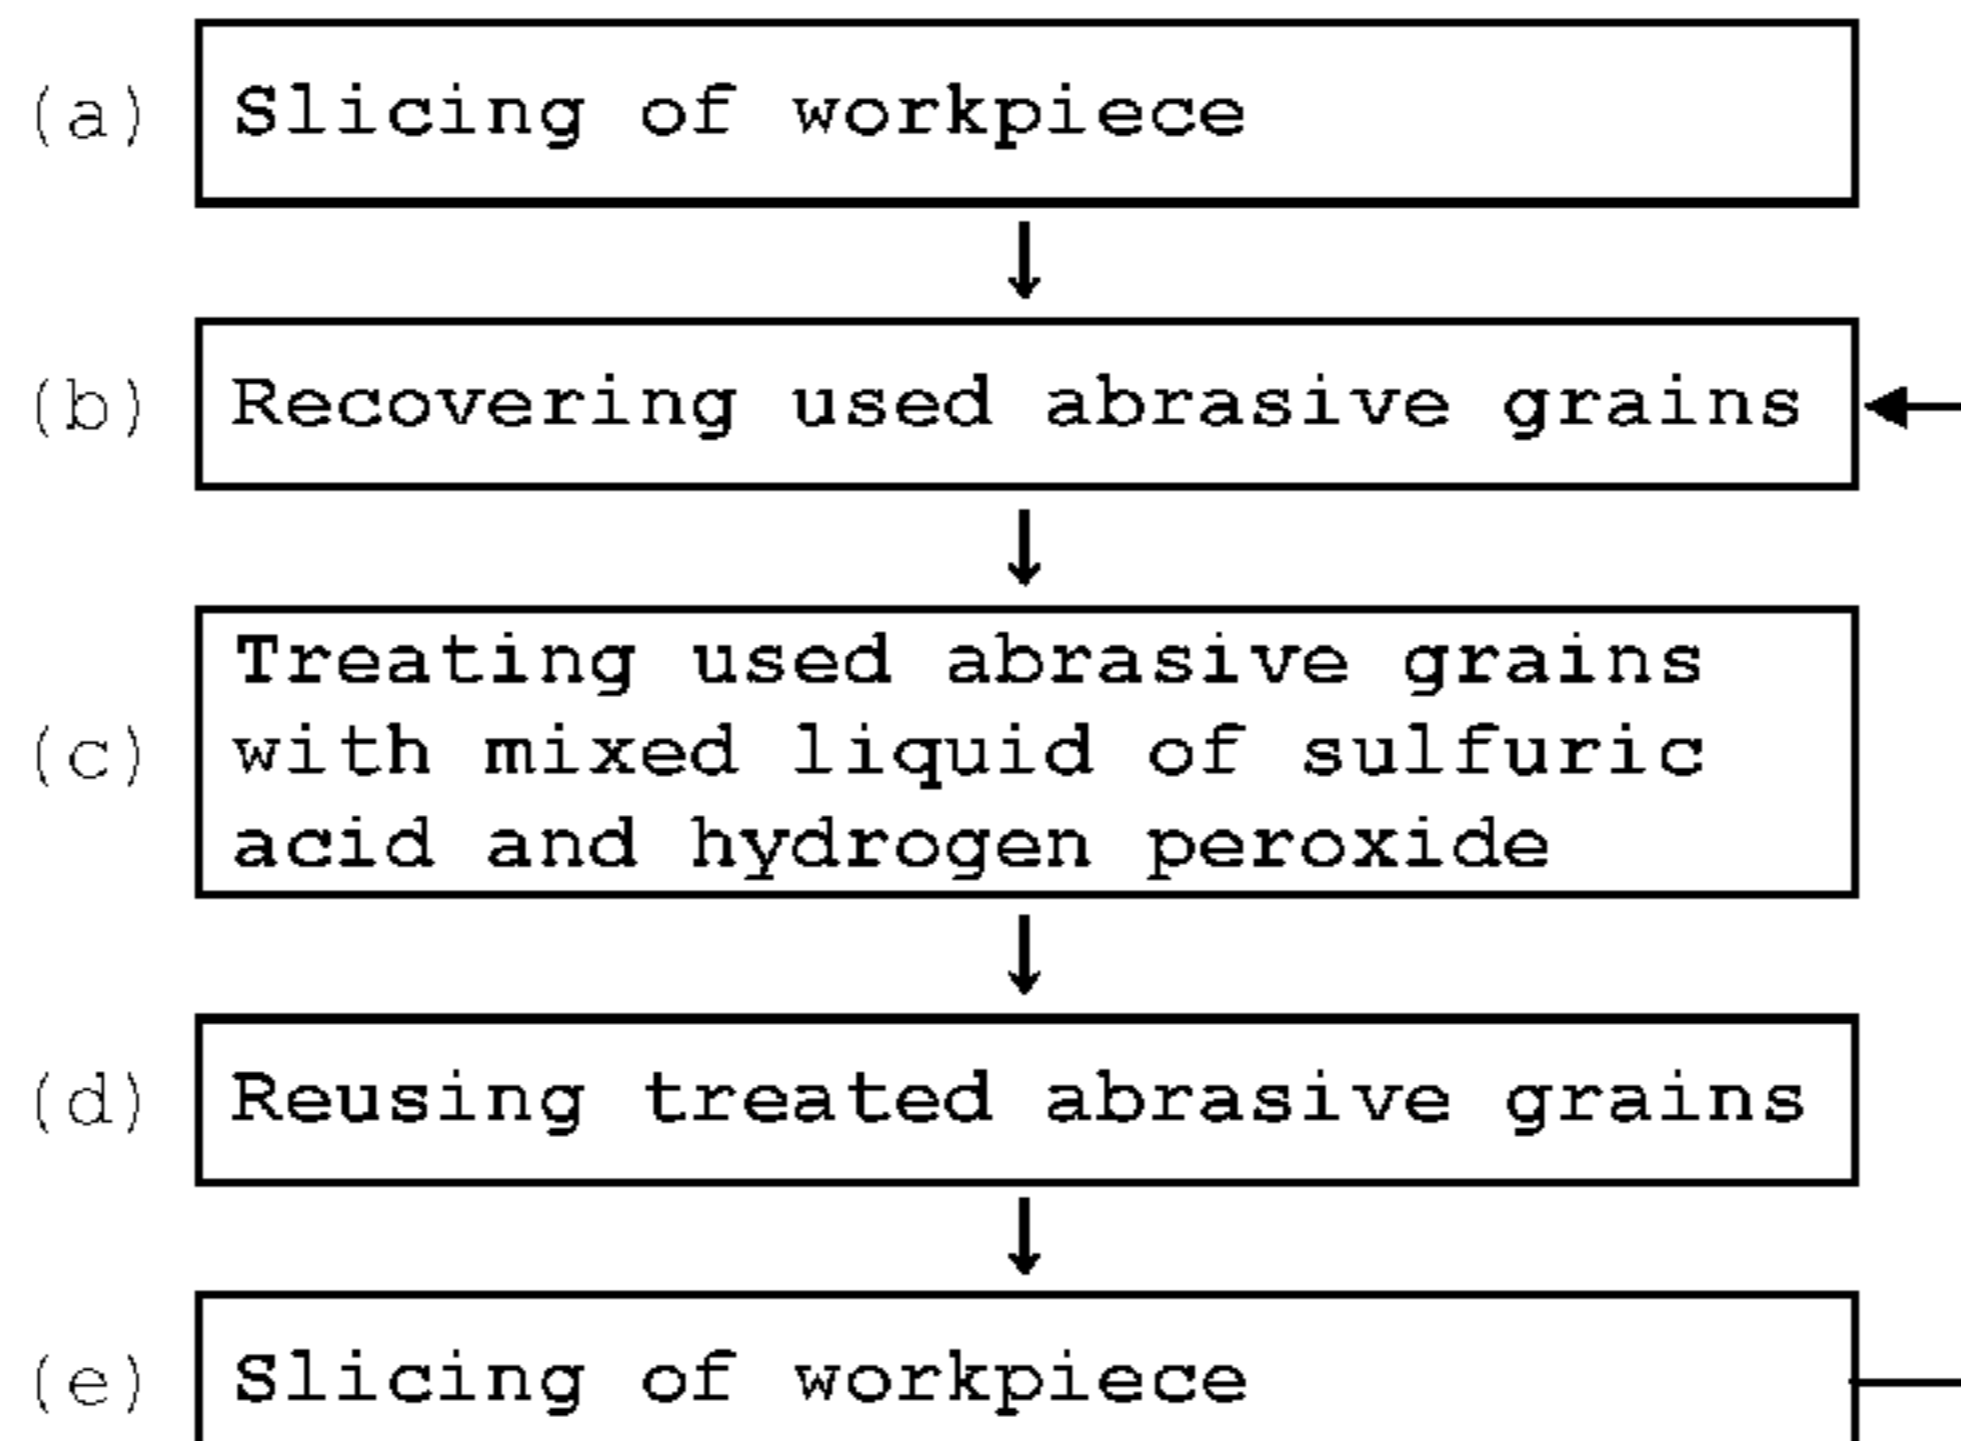 (a) Slicing of workpiece
(b) Recovering used abrasive grains
Treating used abrasive grains
(c) with mixed liquid of sulfuric
acid and hydrogen peroxide
(d) Reusing treated abrasive grains
(e) Slicing of workpiece